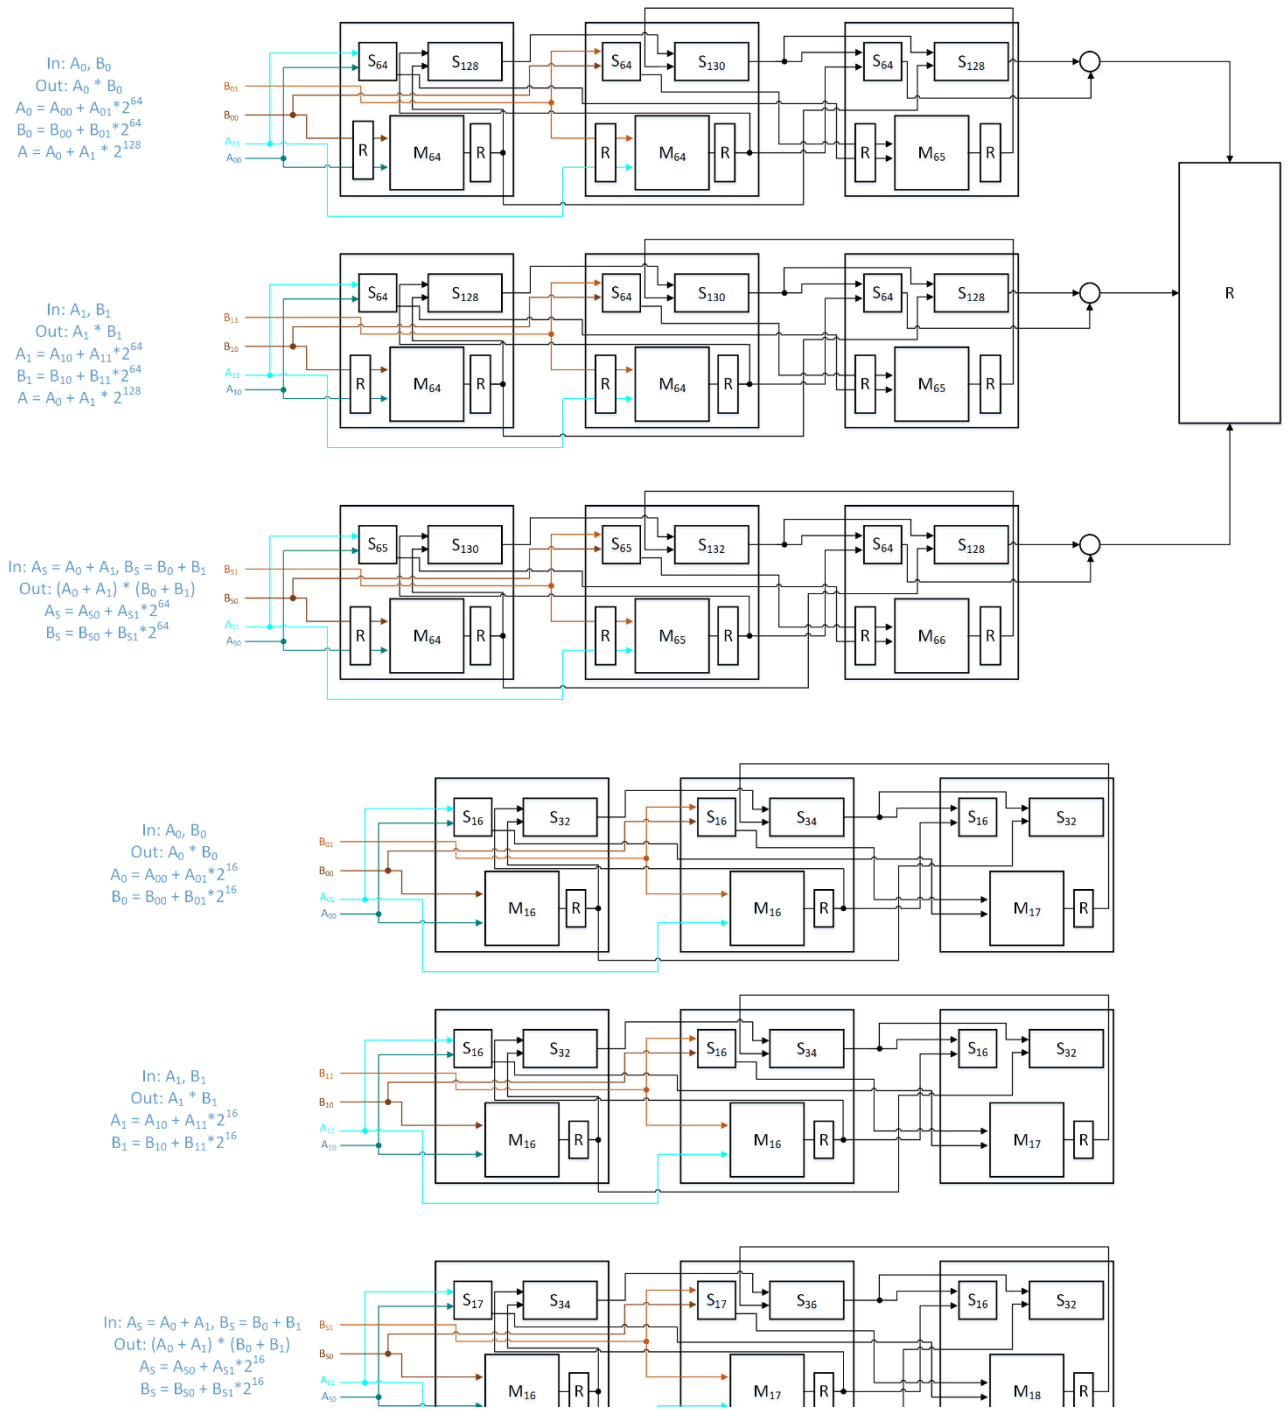 In: A₀, B₀
Out: A₀ * B₀
A₀ = A₀₀ + A₀₁*2⁶⁴
B₀ = B₀₀ + B₀₁*2⁶⁴
A = A₀ + A₁ * 2¹²⁸
B₀₁
B₀₀
A₀₁
A₀₀
S₆₄ S₁₂₈ S₆₄ S₁₃₀ S₆₄ S₁₂₈
R M₆₄ R R M₆₄ R R M₆₅ R
R
In: A₁, B₁
Out: A₁ * B₁
A₁ = A₁₀ + A₁₁*2⁶⁴
B₁ = B₁₀ + B₁₁*2⁶⁴
A = A₀ + A₁ * 2¹²⁸
B₁₁
B₁₀
A₁₁
A₁₀
S₆₄ S₁₂₈ S₆₄ S₁₃₀ S₆₄ S₁₂₈
R M₆₄ R R M₆₄ R R M₆₅ R
In: Aₛ = A₀ + A₁, Bₛ = B₀ + B₁
Out: (A₀ + A₁) * (B₀ + B₁)
Aₛ = Aₛ₀ + Aₛ₁*2⁶⁴
Bₛ = Bₛ₀ + Bₛ₁*2⁶⁴
Bₛ₁
Bₛ₀
Aₛ₁
Aₛ₀
S₆₅ S₁₃₀ S₆₅ S₁₃₂ S₆₄ S₁₂₈
R M₆₄ R R M₆₅ R R M₆₆ R
In: A₀, B₀
Out: A₀ * B₀
A₀ = A₀₀ + A₀₁*2¹⁶
B₀ = B₀₀ + B₀₁*2¹⁶
B₀₁
B₀₀
A₀₁
A₀₀
S₁₆ S₃₂ S₁₆ S₃₄ S₁₆ S₃₂
M₁₆ R M₁₆ R M₁₇ R
In: A₁, B₁
Out: A₁ * B₁
A₁ = A₁₀ + A₁₁*2¹⁶
B₁ = B₁₀ + B₁₁*2¹⁶
B₁₁
B₁₀
A₁₁
A₁₀
S₁₆ S₃₂ S₁₆ S₃₄ S₁₆ S₃₂
M₁₆ R M₁₆ R M₁₇ R
In: Aₛ = A₀ + A₁, Bₛ = B₀ + B₁
Out: (A₀ + A₁) * (B₀ + B₁)
Aₛ = Aₛ₀ + Aₛ₁*2¹⁶
Bₛ = Bₛ₀ + Bₛ₁*2¹⁶
Bₛ₁
Bₛ₀
Aₛ₁
Aₛ₀
S₁₇ S₃₄ S₁₇ S₃₆ S₁₆ S₃₂
M₁₆ R M₁₇ R M₁₈ R